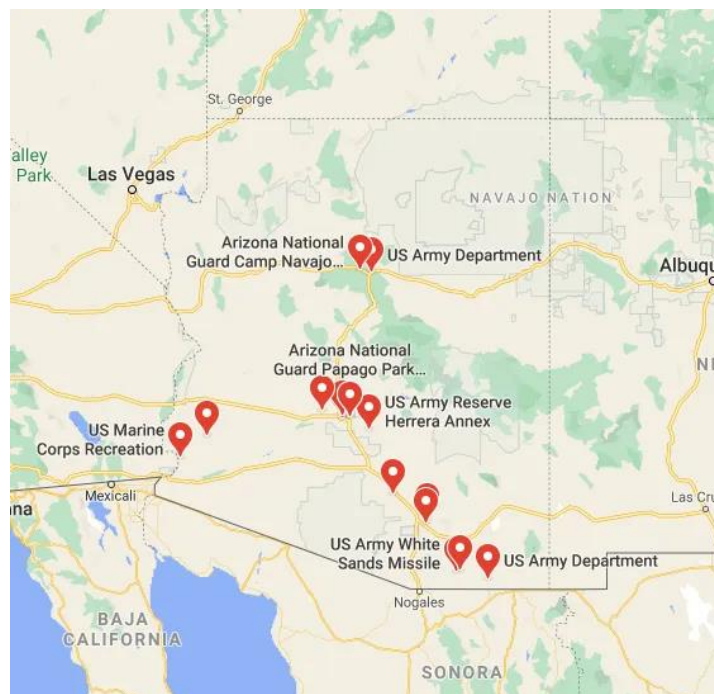 St. George
alley
Park
Las Vegas
NAVAJO NATION
Arizona National
Guard Camp Navajo...
US Army Department
Albuqu
Arizona National
Guard Papago Park...
US Army Reserve
Herrera Annex
NE
US Marine
Corps Recreation
Mexicali
ana
Las Cru
US Army White
Sands Missile
US Army Department
Nogales
BAJA
CALIFORNIA
SONORA